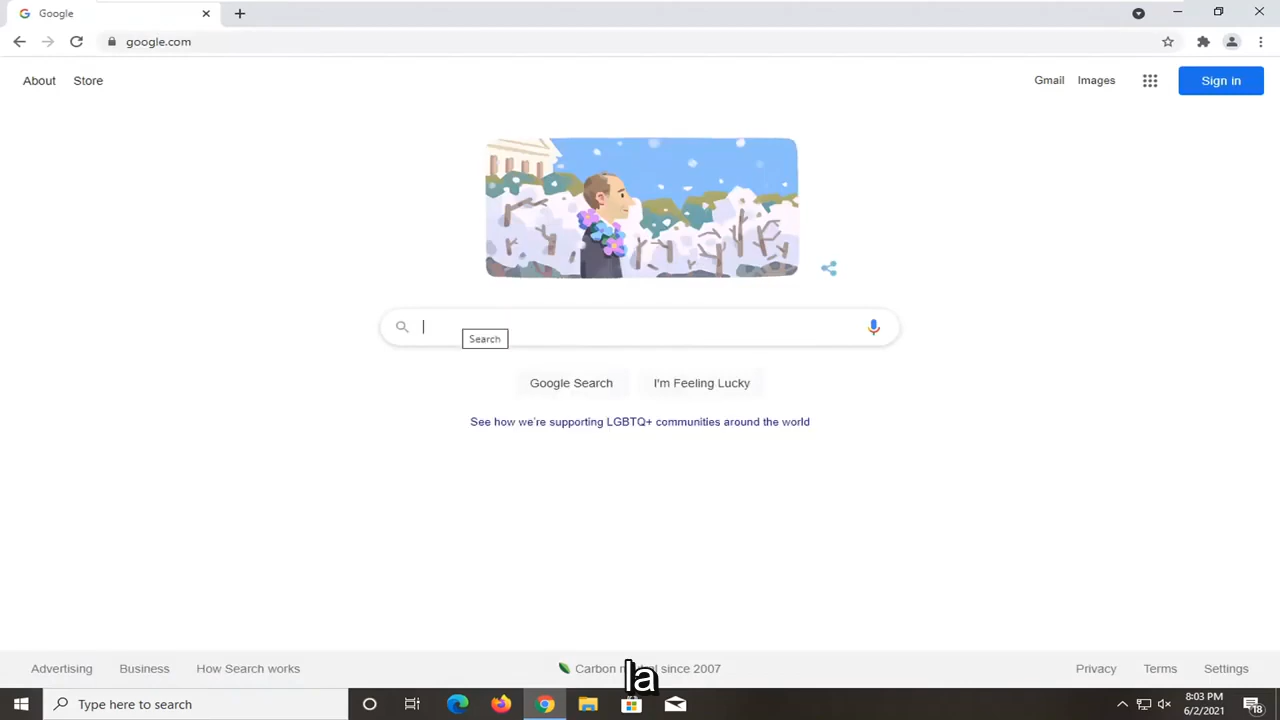 Google
google.com
About Store
Gmail Images Sign in
Search
Google Search I'm Feeling Lucky
See how we're supporting LGBTQ+ communities around the world
Advertising Business How Search works
Carbon since 2007
Privacy Terms Settings
la
Type here to search
8:03 PM
6/2/2021
18